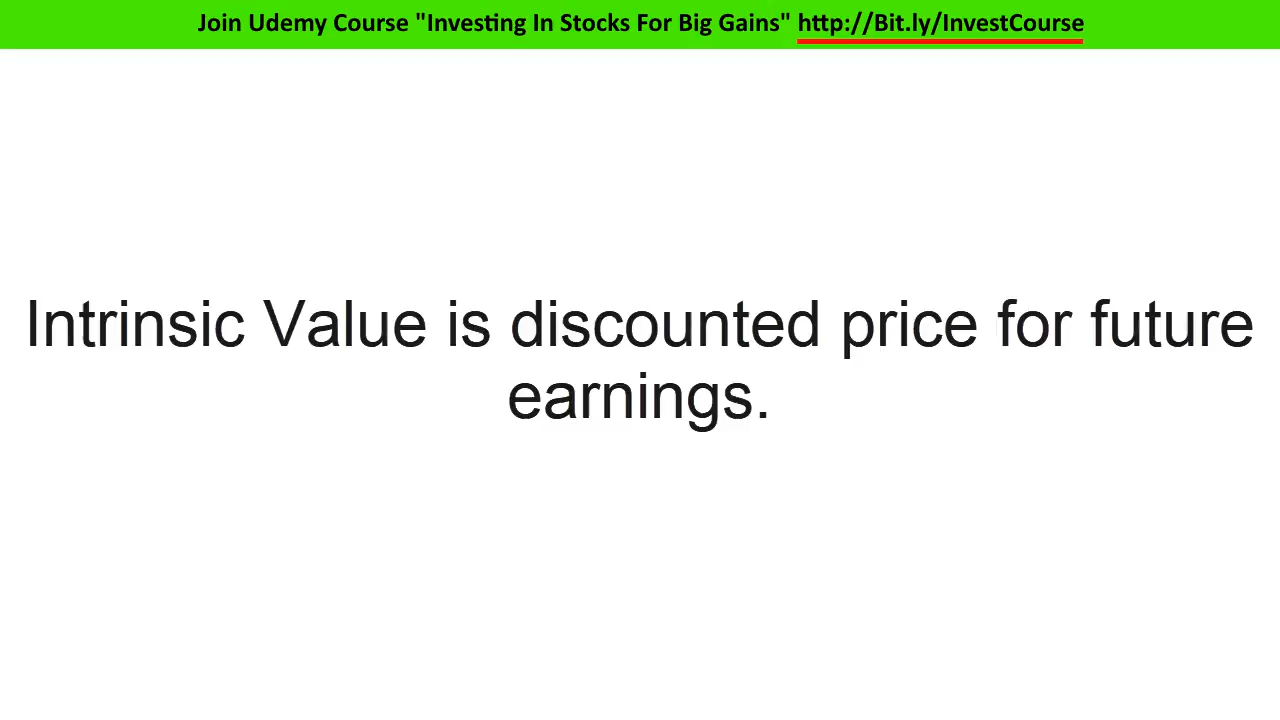 Join Udemy Course "Investing In Stocks For Big Gains" http://Bit.ly/InvestCourse
Intrinsic Value is discounted price for future
earnings.